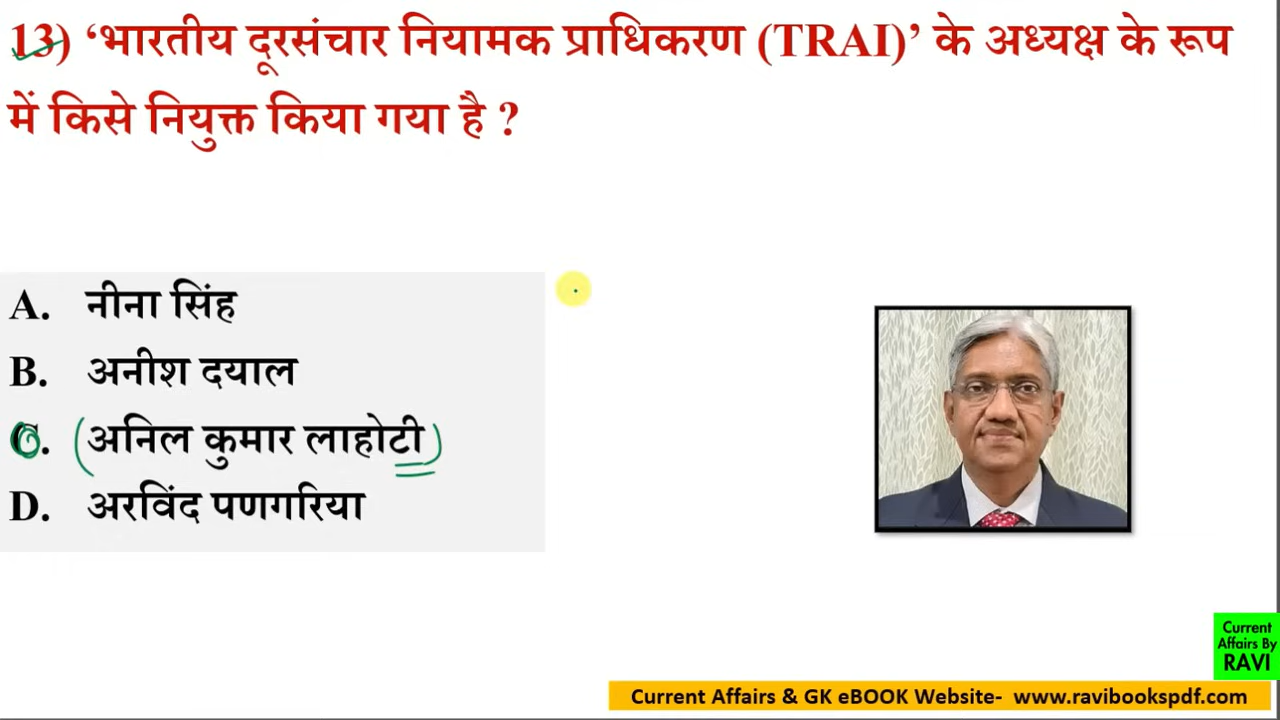 13) ‘भारतीय दूरसंचार नियामक प्राधिकरण (TRAI)’ के अध्यक्ष के रूप
में किसे नियुक्त किया गया है ?
A. नीना सिंह
B. अनीश दयाल
C. (अनिल कुमार लाहोटी)
D. अरविंद पणगरिया
Current
Affairs By
RAVI
Current Affairs & GK eBOOK Website- www.ravibookspdf.com